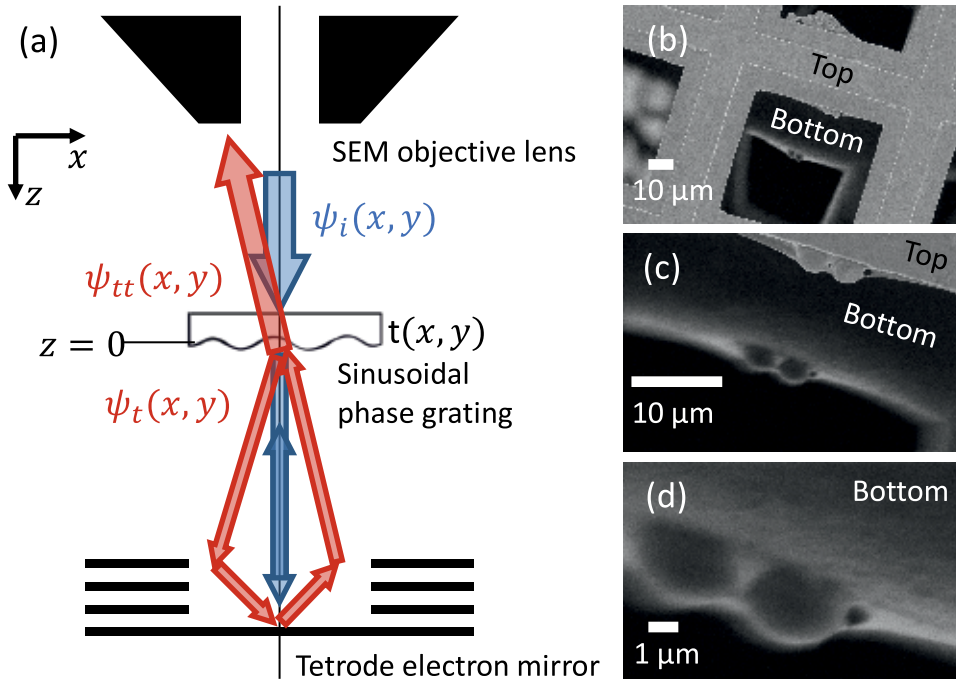 (a)
x
z
SEM objective lens
ψᵢ(x, y)
ψₜₜ(x, y)
t(x, y)
z = 0
Sinusoidal
phase grating
ψₜ(x, y)
Tetrode electron mirror
(b)
Top
Bottom
10 µm
(c)
Top
Bottom
10 µm
(d)
Bottom
1 µm